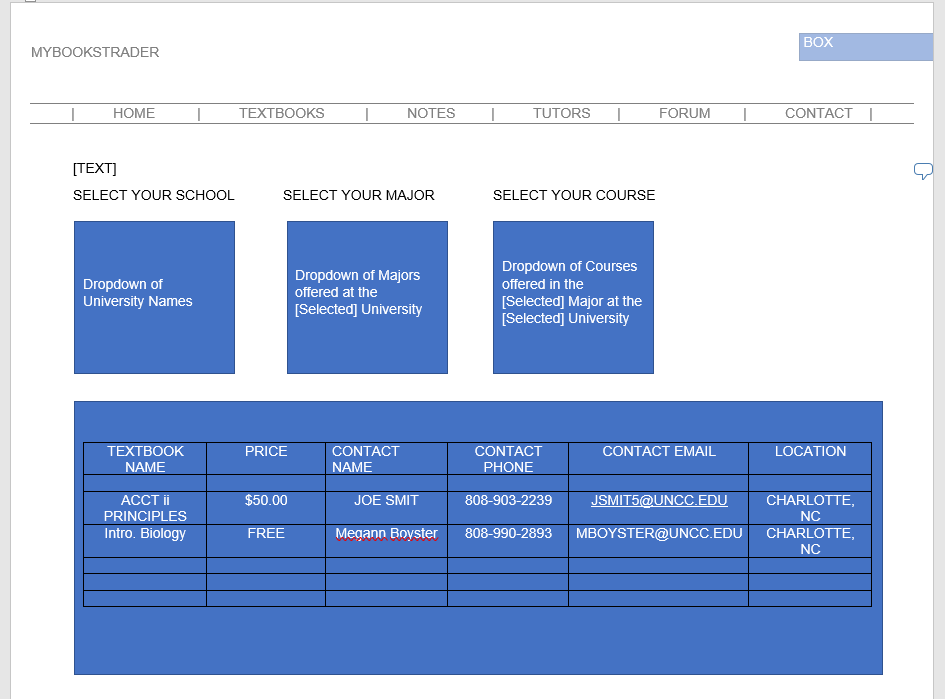 MYBOOKSTRADER
BOX
| HOME | TEXTBOOKS | NOTES | TUTORS | FORUM | CONTACT |
[TEXT]
SELECT YOUR SCHOOL SELECT YOUR MAJOR SELECT YOUR COURSE
Dropdown of
University Names
Dropdown of Majors
offered at the
[Selected] University
Dropdown of Courses
offered in the
[Selected] Major at the
[Selected] University
TEXTBOOK
NAME
PRICE
CONTACT
NAME
CONTACT
PHONE
CONTACT EMAIL
LOCATION
ACCT ii
PRINCIPLES
$50.00
JOE SMIT
808-903-2239
JSMIT5@UNCC.EDU
CHARLOTTE,
NC
Intro. Biology
FREE
Megann Boyster
808-990-2893
MBOYSTER@UNCC.EDU
CHARLOTTE,
NC